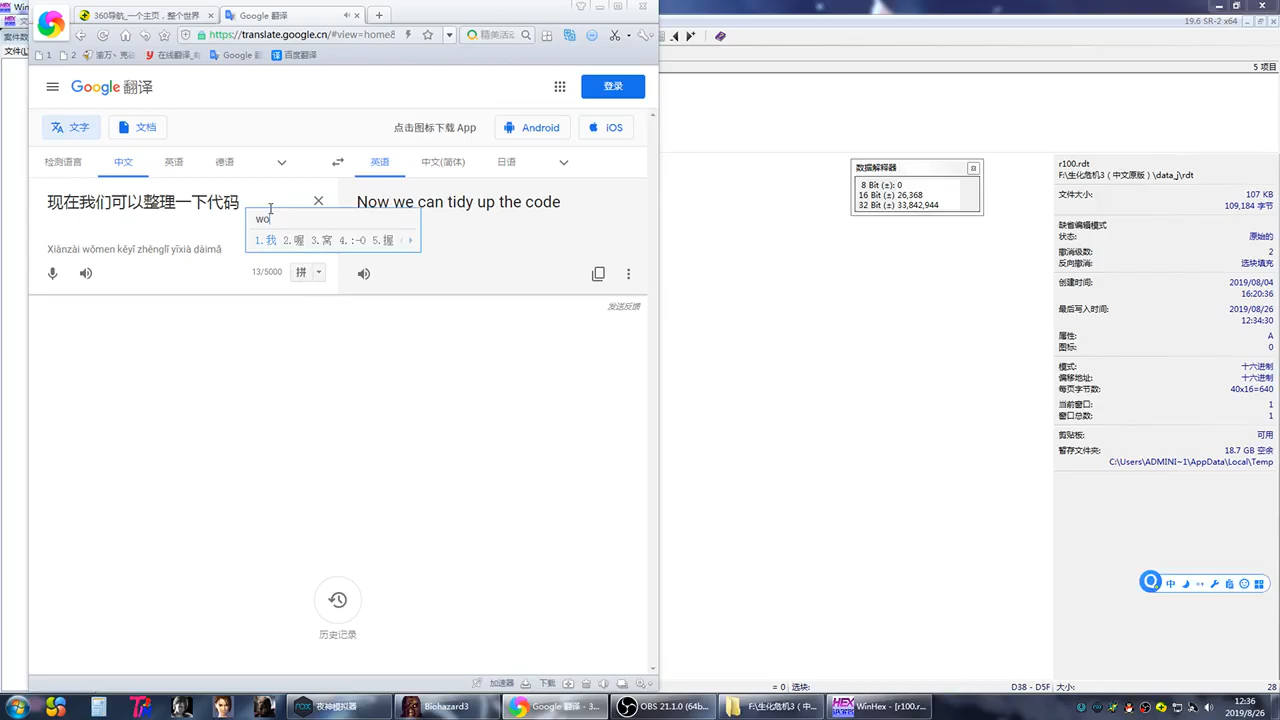 360导航_一个主页，整个世界
Google 翻译
19.6 SR-2 x64
https://translate.google.cn/#view=home&
1
2
在线翻译_有
Google 翻
百度翻译
5 项目
Google 翻译
登录
文字
文档
点击图标下载 App
Android
iOS
检测语言
中文
英语
德语
英语
中文(简体)
日语
现在我们可以整理一下代码
Now we can tidy up the code
wo
1.我 2.喔 3.窝 4.:-O 5.握
Xiànzài wǒmen kěyǐ zhěnglǐ yīxià dàimǎ
13/5000
拼
发送反馈
历史记录
数据解释器
8 Bit (±): 0
16 Bit (±) 26,368
32 Bit (±) 33,842,944
r100.rdt
F:\生化危机3（中文原版）\data_j\rdt
文件大小: 107 KB
109,184 字节
缺省编辑模式
状态: 原始的
撤消级数: 2
反向撤消: 选块填充
创建时间: 2019/08/04
16:20:36
最后写入时间: 2019/08/26
12:34:30
属性: A
图标: 0
模式: 十六进制
偏移地址: 十六进制
每页字节数: 40x16=640
当前窗口: 1
窗口总数: 1
剪贴板: 可用
暂存文件夹: 18.7 GB 空余
C:\Users\ADMINI~1\AppData\Local\Temp
中
加速器
下载
= 0 选块:
D38 - D5F
大小:
28
夜神模拟器
Biohazard3
Google 翻译 - 3...
OBS 21.1.0 (64b...
F:\生化危机3（中...
WinHex - [r100.r...
12:36
2019/8/26